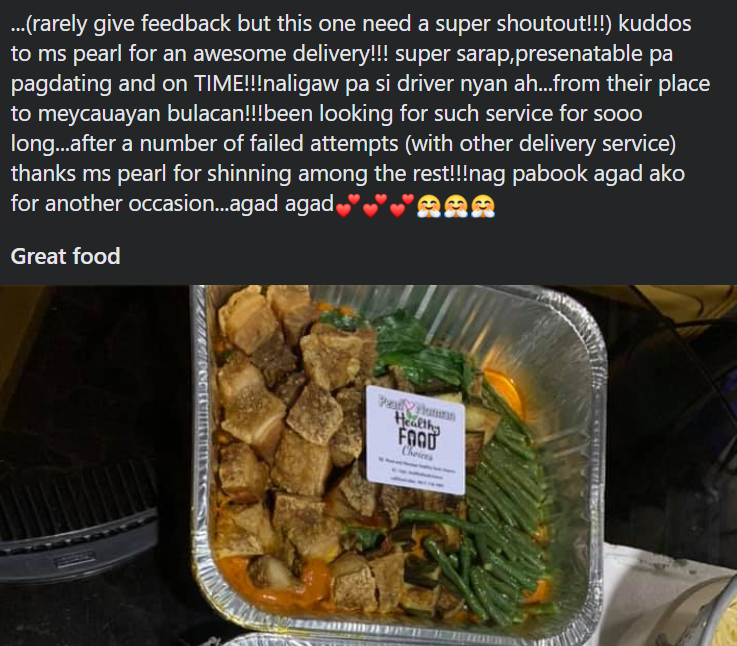 ...(rarely give feedback but this one need a super shoutout!!!) kuddos
to ms pearl for an awesome delivery!!! super sarap,presenatable pa
pagdating and on TIME!!!naligaw pa si driver nyan ah...from their place
to meycauayan bulacan!!!been looking for such service for sooo
long...after a number of failed attempts (with other delivery service)
thanks ms pearl for shinning among the rest!!!nag pabook agad ako
for another occasion...agad agad💕💕💕🤗🤗🤗
Great food
Pearl Norman
Healthy
FOOD
Choices